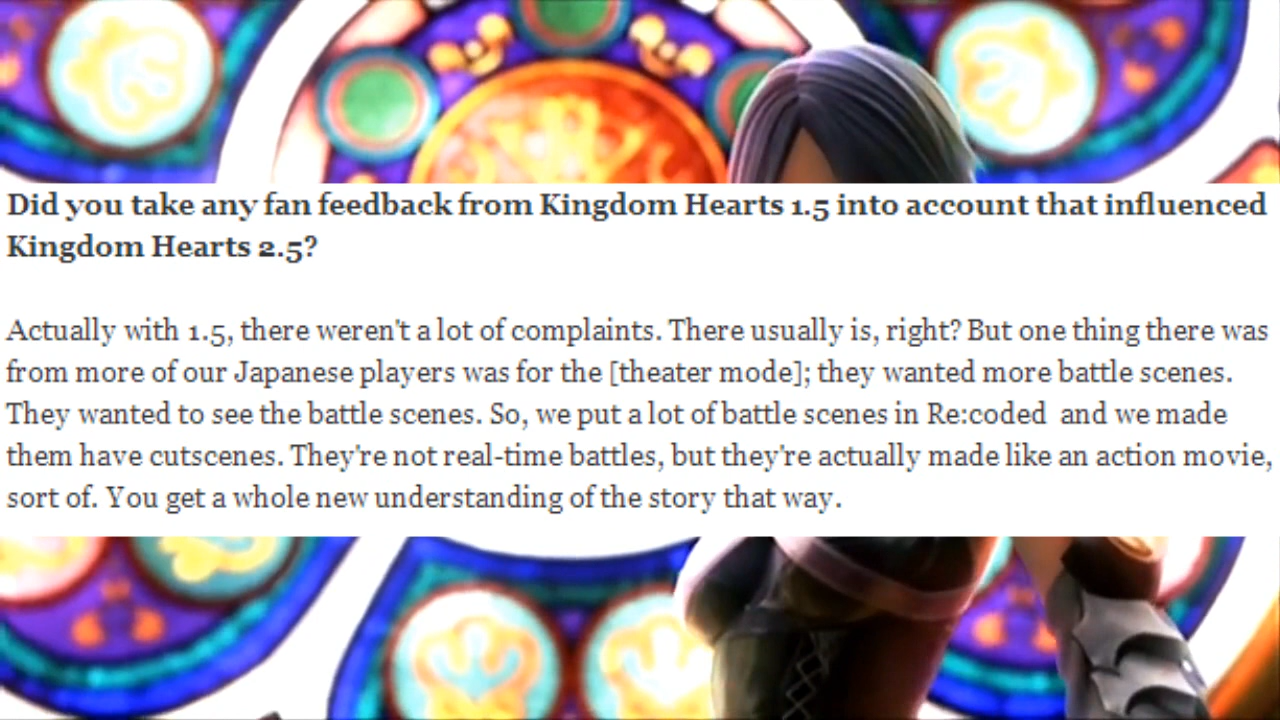 Did you take any fan feedback from Kingdom Hearts 1.5 into account that influenced
Kingdom Hearts 2.5?
Actually with 1.5, there weren't a lot of complaints. There usually is, right? But one thing there was
from more of our Japanese players was for the [theater mode]; they wanted more battle scenes.
They wanted to see the battle scenes. So, we put a lot of battle scenes in Re:coded  and we made
them have cutscenes. They're not real-time battles, but they're actually made like an action movie,
sort of. You get a whole new understanding of the story that way.